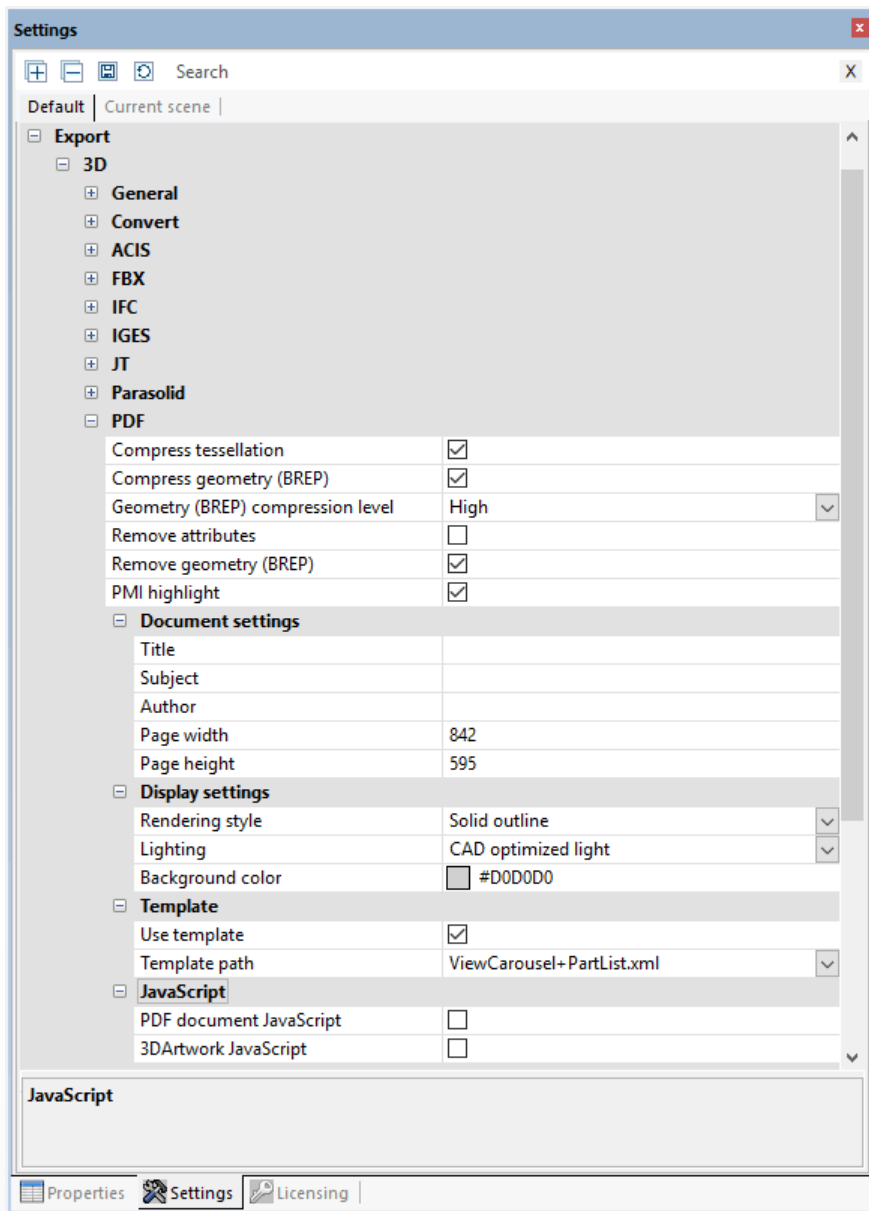 Settings
Search X
Default Current scene
Export
3D
General
Convert
ACIS
FBX
IFC
IGES
JT
Parasolid
PDF
Compress tessellation
Compress geometry (BREP)
Geometry (BREP) compression level High
Remove attributes
Remove geometry (BREP)
PMI highlight
Document settings
Title
Subject
Author
Page width 842
Page height 595
Display settings
Rendering style Solid outline
Lighting CAD optimized light
Background color #D0D0D0
Template
Use template
Template path ViewCarousel+PartList.xml
JavaScript
PDF document JavaScript
3DArtwork JavaScript
JavaScript
Properties Settings Licensing